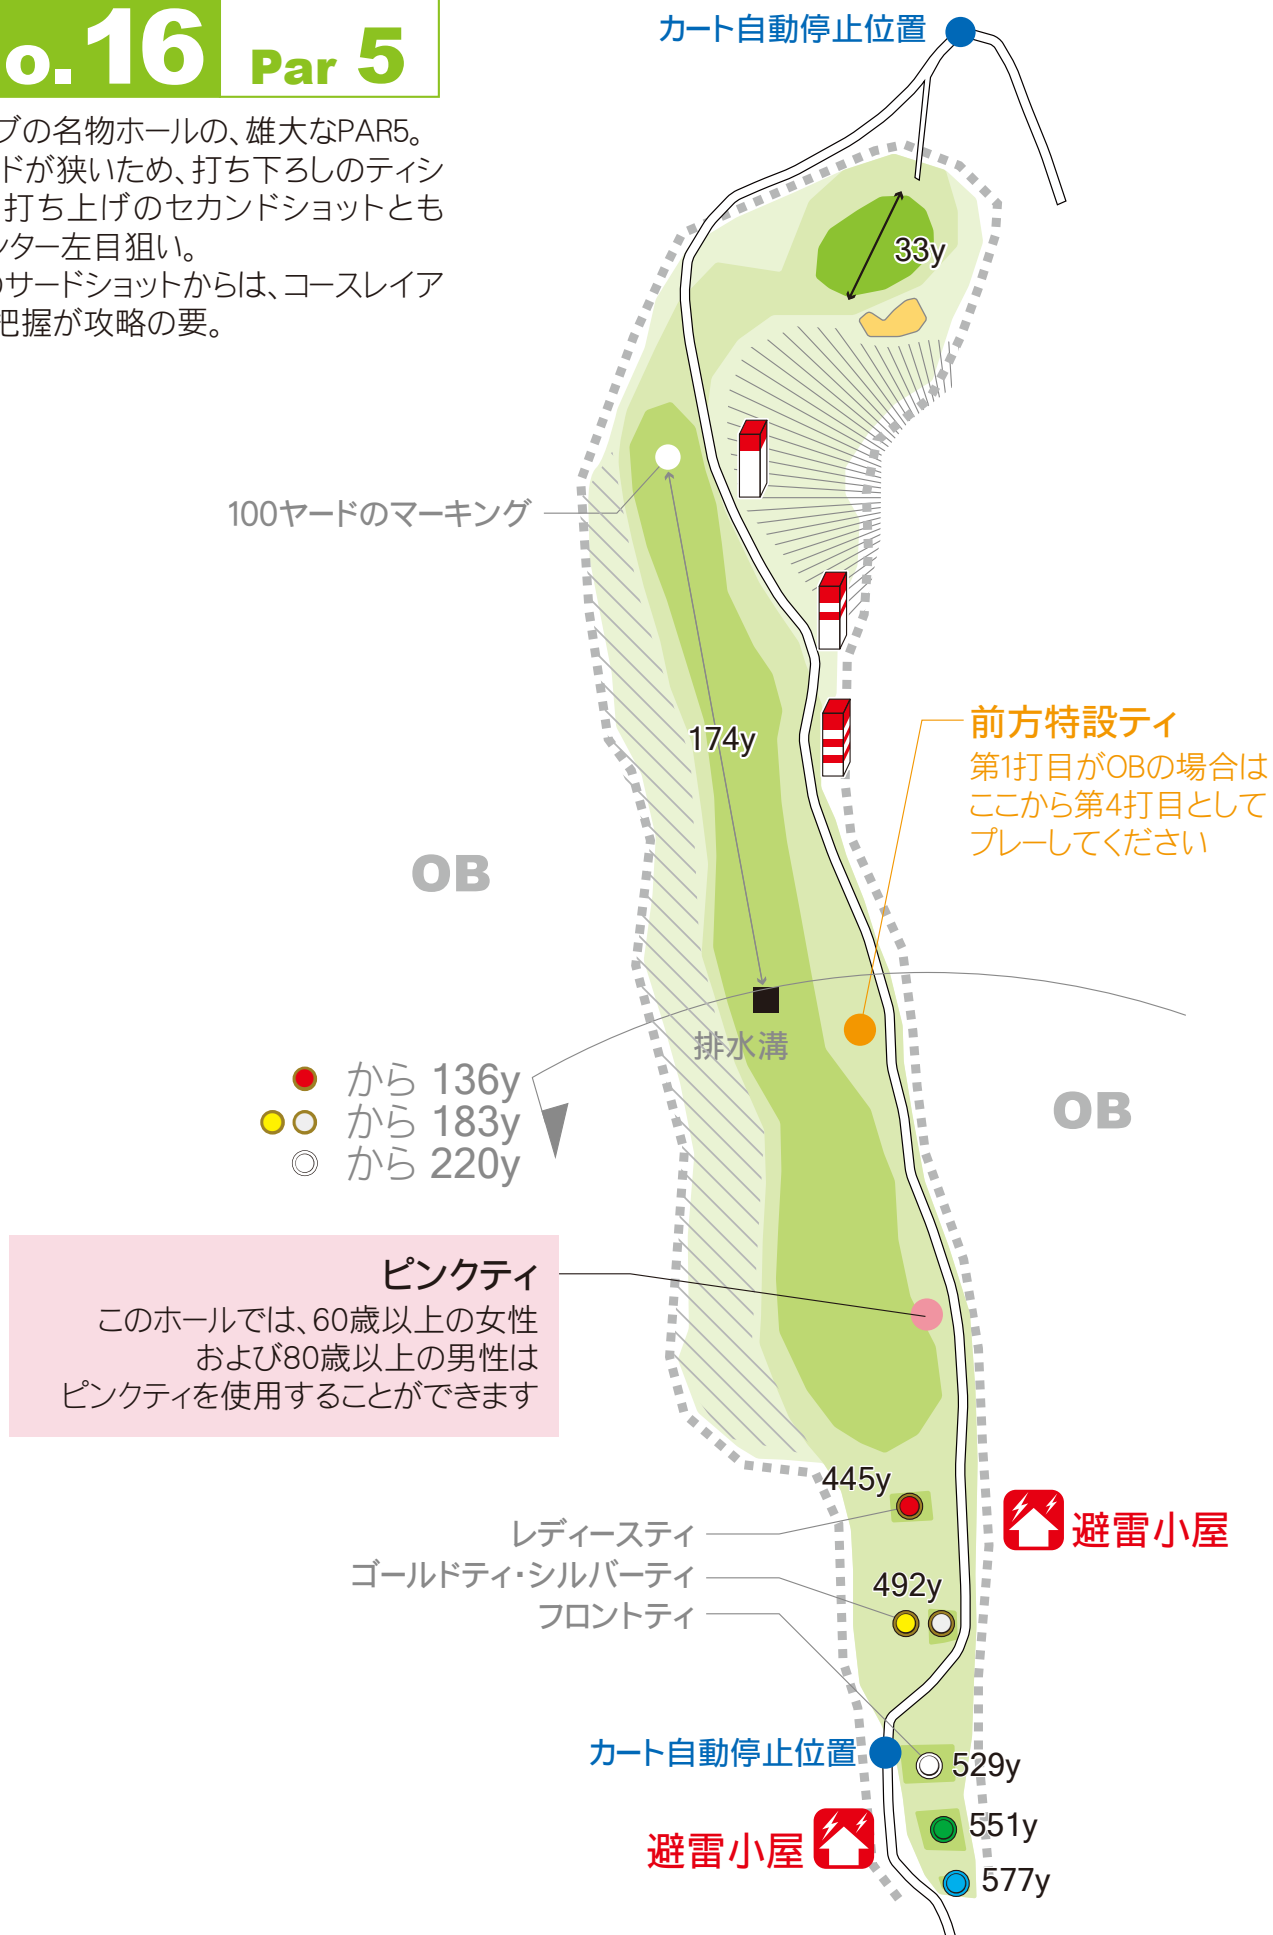 o. 16 Par 5
ブの名物ホールの、雄大なPAR5。
ドが狭いため、打ち下ろしのティシ
打ち上げのセカンドショットとも
ンター左目狙い。
のサードショットからは、コースレイア
把握が攻略の要。
カート自動停止位置
33y
100ヤードのマーキング
174y
前方特設ティ
第1打目がOBの場合は
ここから第4打目として
プレーしてください
OB
排水溝
から 136y
から 183y
から 220y
OB
ピンクティ
このホールでは、60歳以上の女性
および80歳以上の男性は
ピンクティを使用することができます
445y
レディースティ
避雷小屋
ゴールドティ・シルバーティ
492y
フロントティ
カート自動停止位置
529y
551y
避雷小屋
577y